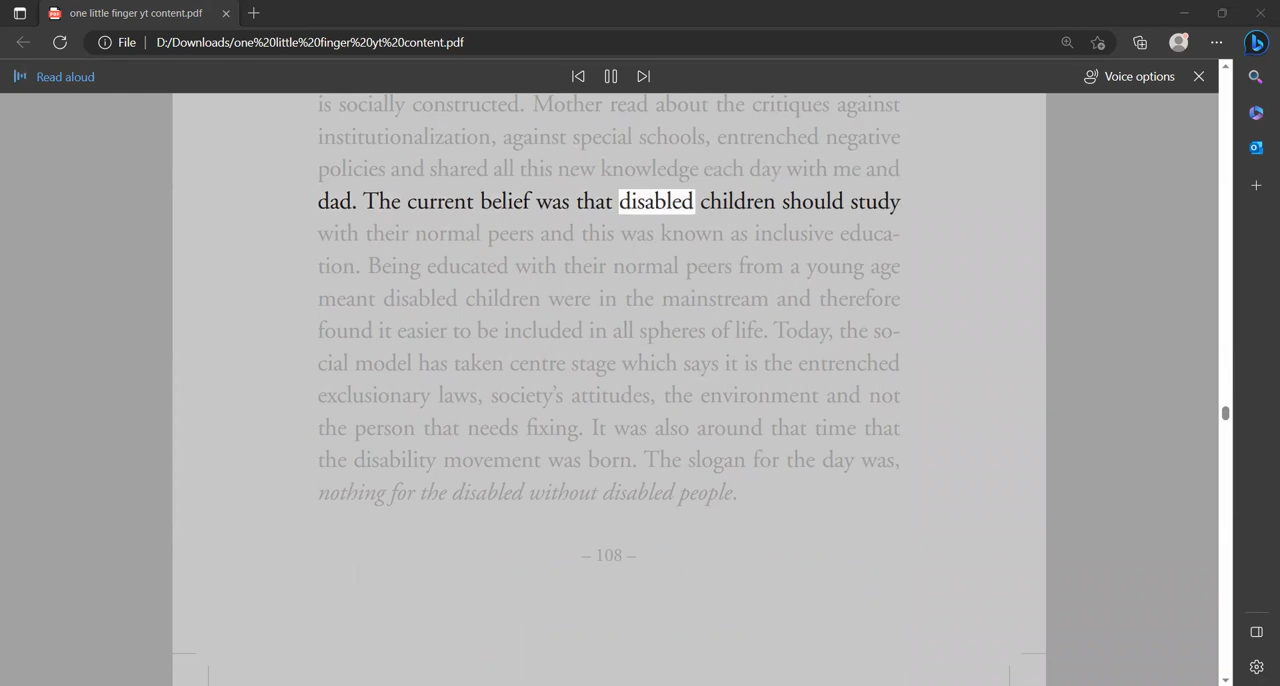 one little finger yt content.pdf
File
D:/Downloads/one%20little%20finger%20yt%20content.pdf
Read aloud
Voice options
is socially constructed. Mother read about the critiques against
institutionalization, against special schools, entrenched negative
policies and shared all this new knowledge each day with me and
dad. The current belief was that disabled children should study
with their normal peers and this was known as inclusive educa-
tion. Being educated with their normal peers from a young age
meant disabled children were in the mainstream and therefore
found it easier to be included in all spheres of life. Today, the so-
cial model has taken centre stage which says it is the entrenched
exclusionary laws, society's attitudes, the environment and not
the person that needs fixing. It was also around that time that
the disability movement was born. The slogan for the day was,
nothing for the disabled without disabled people.
– 108 –